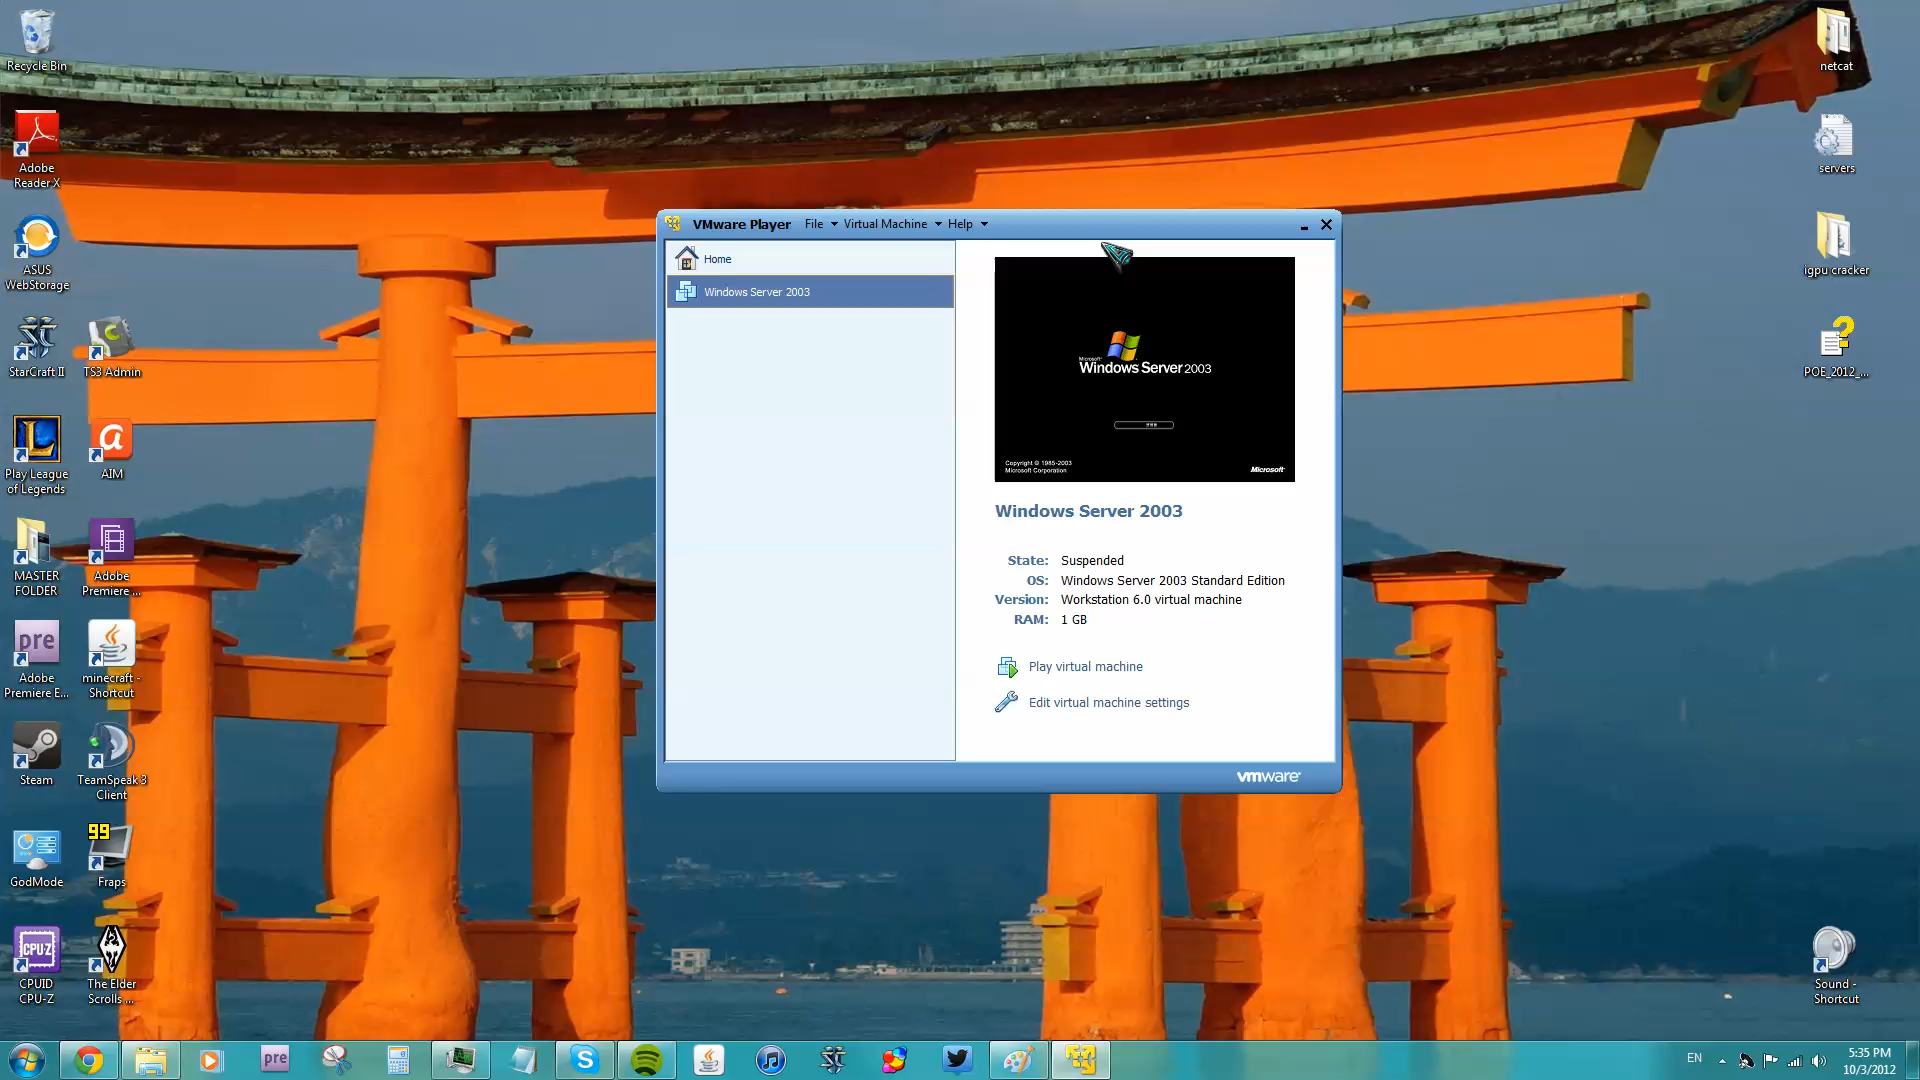 Recycle Bin
Adobe
Reader X
ASUS
WebStorage
StarCraft II
TS3 Admin
Play League
of Legends
AIM
MASTER
FOLDER
Adobe
Premiere ...
pre
Adobe
Premiere E...
minecraft -
Shortcut
Steam
TeamSpeak 3
Client
GodMode
99
Fraps
CPU-Z
CPUID
CPU-Z
The Elder
Scrolls ...
netcat
servers
igpu cracker
POE_2012_...
Sound -
Shortcut
VMware Player File Virtual Machine Help
Home
Windows Server 2003
Microsoft
Windows Server 2003
Copyright © 1985-2003
Microsoft Corporation
Microsoft
Windows Server 2003
State: Suspended
OS: Windows Server 2003 Standard Edition
Version: Workstation 6.0 virtual machine
RAM: 1 GB
Play virtual machine
Edit virtual machine settings
vmware
pre
EN
5:35 PM
10/3/2012